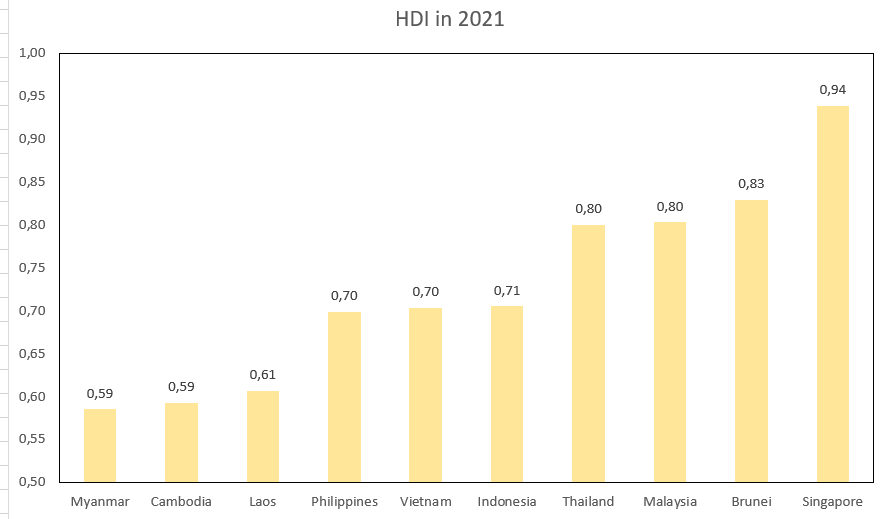 HDI in 2021
1,00
0,95
0,90
0,85
0,80
0,75
0,70
0,65
0,60
0,55
0,50
0,59
0,59
0,61
0,70
0,70
0,71
0,80
0,80
0,83
0,94
Myanmar
Cambodia
Laos
Philippines
Vietnam
Indonesia
Thailand
Malaysia
Brunei
Singapore